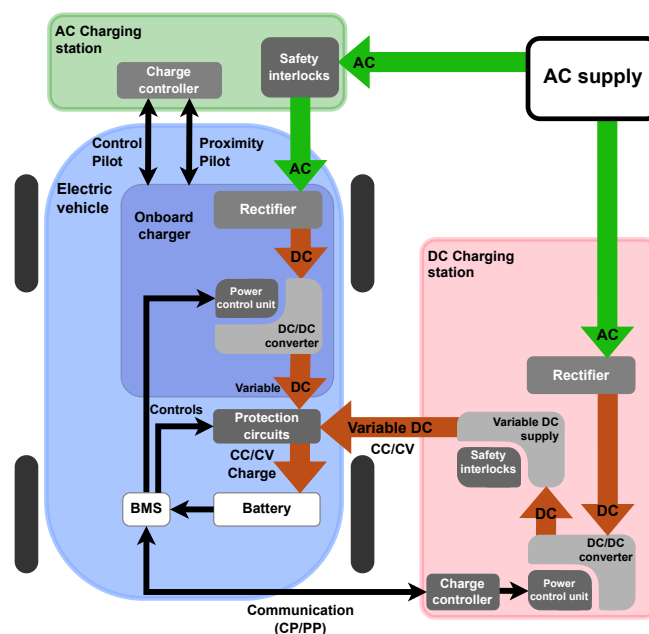 AC Charging
station
Safety
interlocks
AC
AC supply
Charge
controller
Control
Pilot
Proximity
Pilot
AC
Electric
vehicle
Onboard
charger
Rectifier
DC
Power
control unit
DC/DC
converter
Variable
DC
Controls
Protection
circuits
CC/CV
Charge
BMS
Battery
Variable DC
CC/CV
DC Charging
station
AC
Rectifier
Variable DC
supply
Safety
interlocks
DC
DC
DC/DC
converter
Charge
controller
Power
control unit
Communication
(CP/PP)